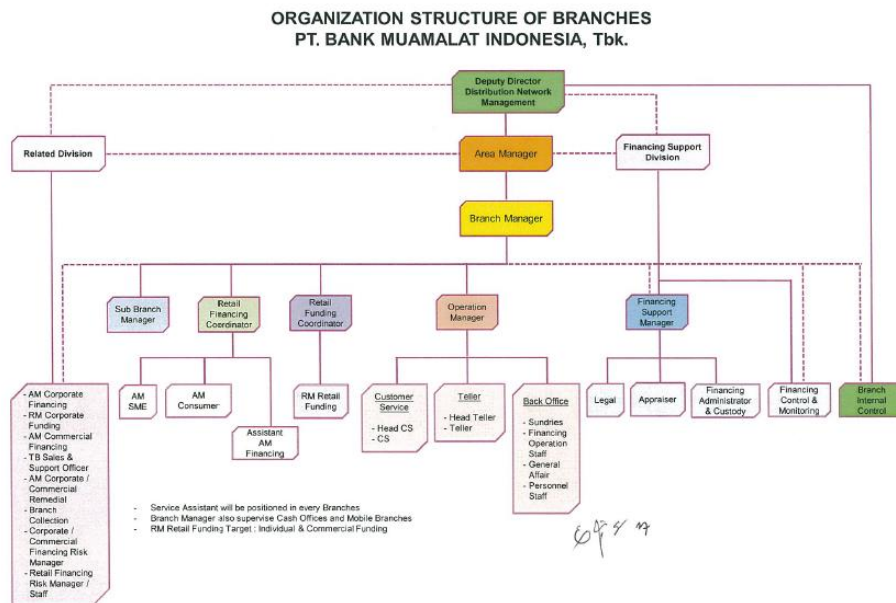 ORGANIZATION STRUCTURE OF BRANCHES
PT. BANK MUAMALAT INDONESIA, Tbk.
Deputy Director
Distribution Network
Management
Related Division
Area Manager
Financing Support
Division
Branch Manager
Sub Branch
Manager
Retail
Financing
Coordinator
Retail
Funding
Coordinator
Operation
Manager
Financing
Support
Manager
- AM Corporate
Financing
- RM Corporate
Funding
- AM Commercial
Financing
- TB Sales &
Support Officer
- AM Corporate /
Commercial
Remedial
- Branch
Collection
- Corporate /
Commercial
Financing Risk
Manager
- Retail Financing
Risk Manager /
Staff
AM
SME
AM
Consumer
Assistant
AM
Financing
RM Retail
Funding
Customer
Service
- Head CS
- CS
Teller
- Head Teller
- Teller
Back Office
- Sundries
- Financing
Operation
Staff
- General
Affair
- Personnel
Staff
Legal
Appraiser
Financing
Administrator
& Custody
Financing
Control &
Monitoring
Branch
Internal
Control
- Service Assistant will be positioned in every Branches
- Branch Manager also supervise Cash Offices and Mobile Branches
- RM Retail Funding Target : Individual & Commercial Funding